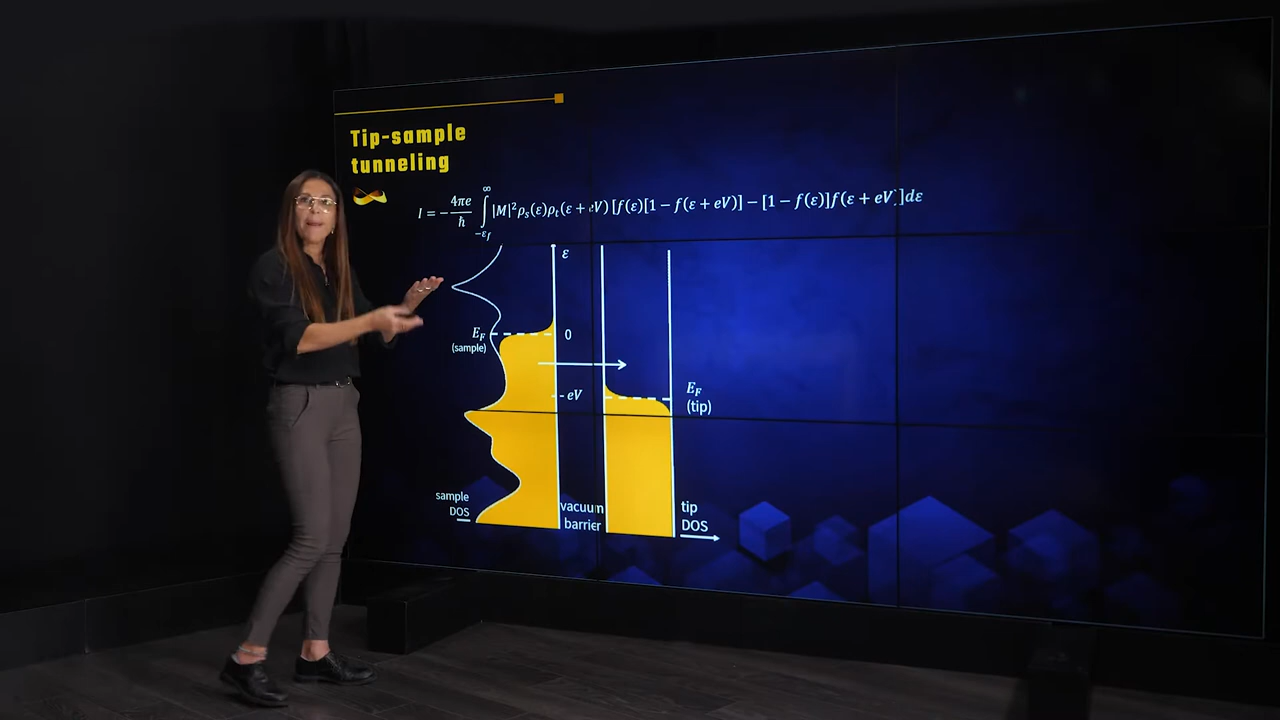 Tip-sample
tunneling
I = −4πe/ħ ∫_{−ε_f}^{∞} |M|²ρ_s(ε)ρ_t(ε + eV) [f(ε)[1 − f(ε + eV)] − [1 − f(ε)]f(ε + eV)]dε
ε
E_F
(sample)
0
-eV
E_F
(tip)
sample
DOS
vacuum
barrier
tip
DOS